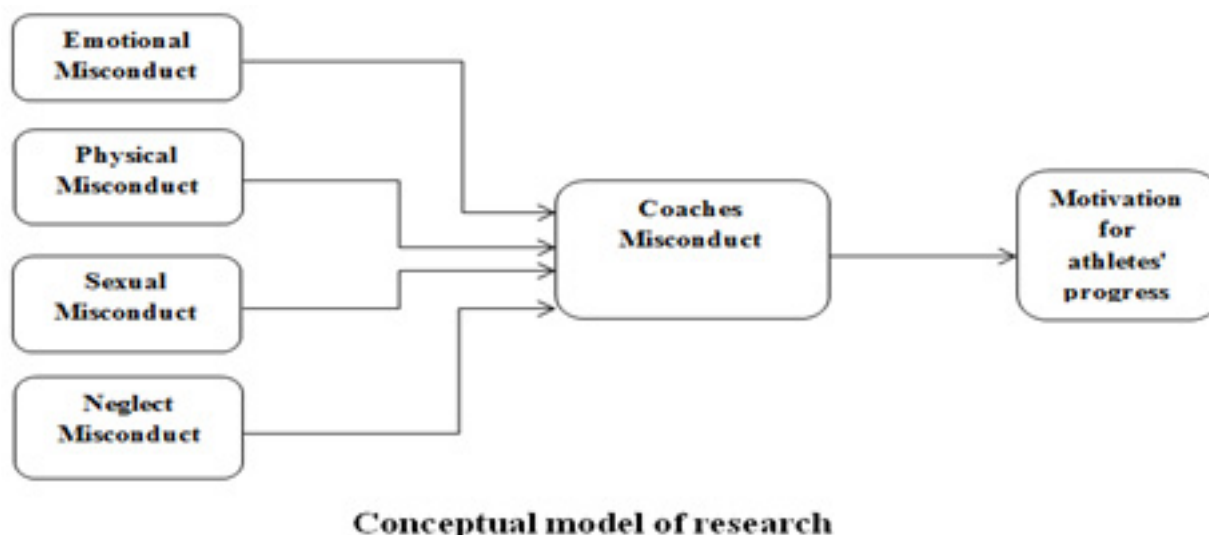 Emotional
Misconduct
Physical
Misconduct
Sexual
Misconduct
Neglect
Misconduct
Coaches
Misconduct
Motivation
for
athletes'
progress
Conceptual model of research